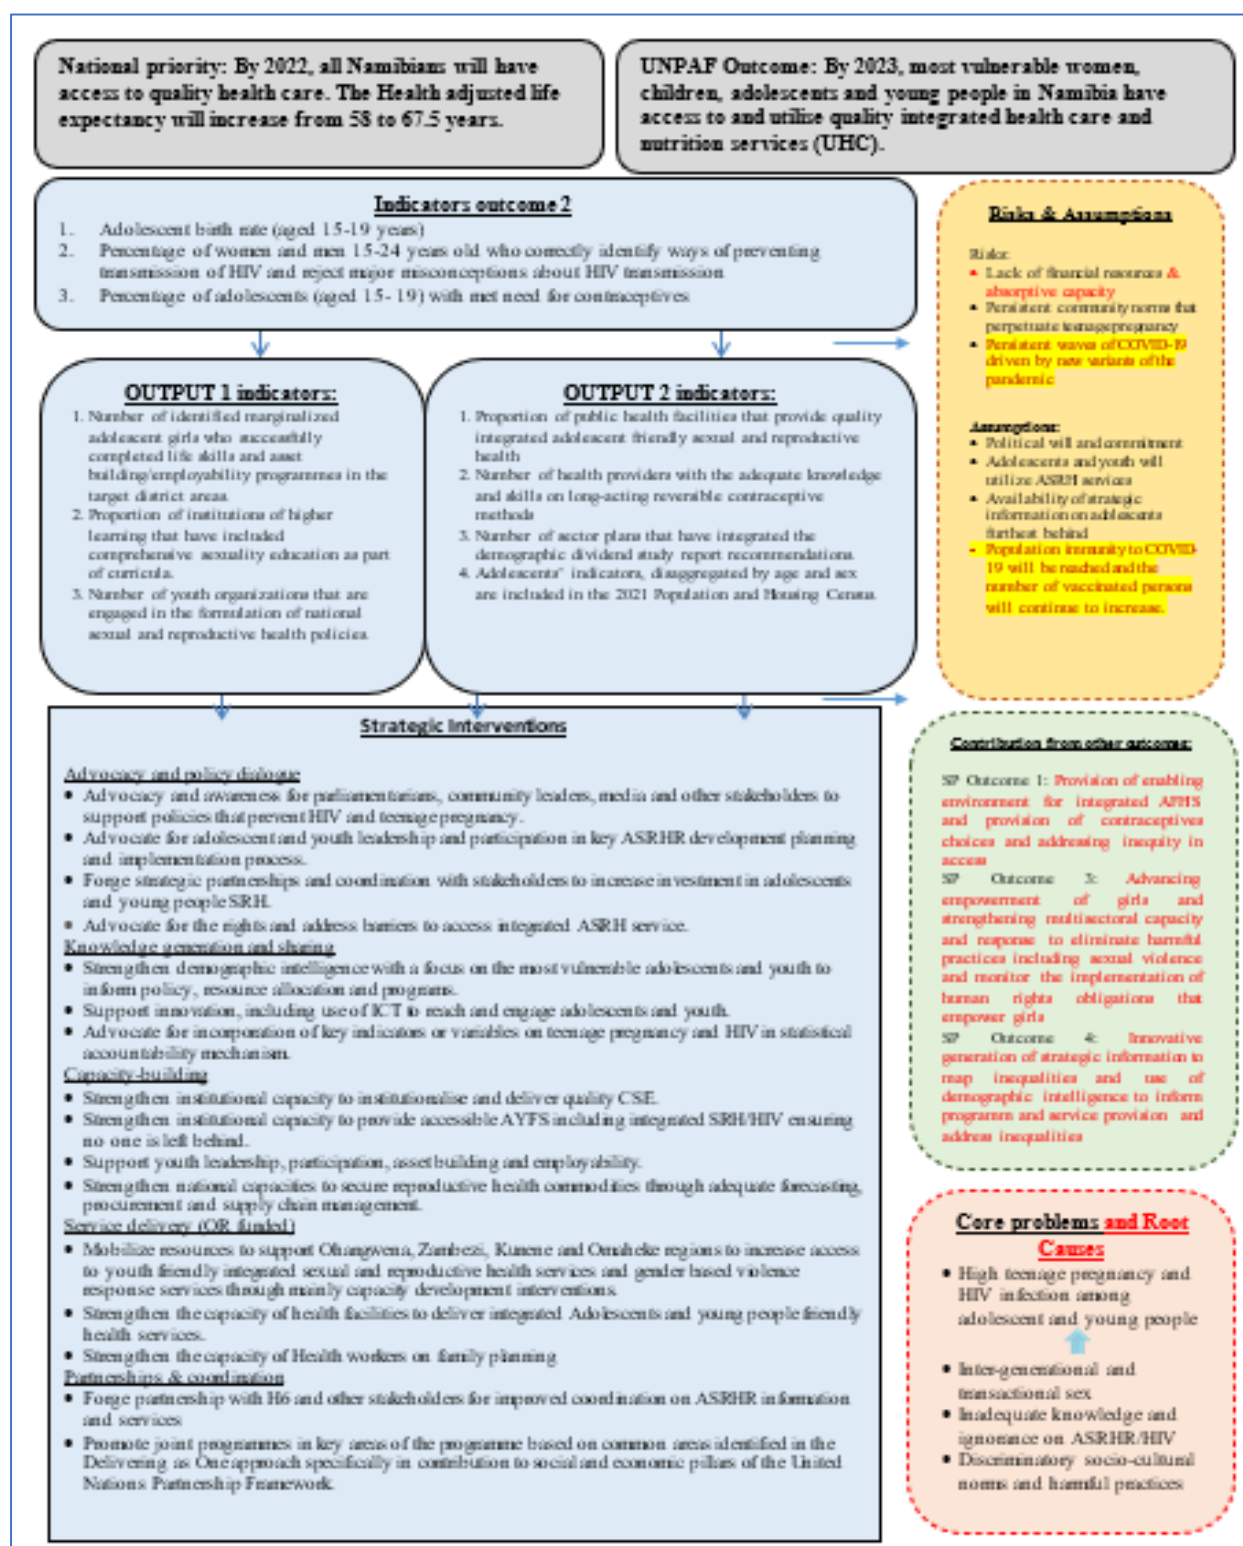 National priority: By 2022, all Namibians will have
access to quality health care. The Health adjusted life
expectancy will increase from 58 to 67.5 years.
UNPAF Outcome: By 2023, most vulnerable women,
children, adolescents and young people in Namibia have
access to and utilise quality integrated health care and
nutrition services (UHC).
Indicators outcome 2
1. Adolescent birth rate (aged 15-19 years)
2. Percentage of women and men 15-24 years old who correctly identify ways of preventing
transmission of HIV and reject major misconceptions about HIV transmission
3. Percentage of adolescents (aged 15- 19) with met need for contraceptives
Risks & Assumptions
Risks:
• Lack of financial resources &
absorptive capacity
• Persistent community norms that
perpetuate teenage pregnancy
• Persistent waves of COVID-19
driven by new variants of the
pandemic
Assumptions:
• Political will and commitment
• Adolescents and youth will
utilize ASRH services
• Availability of strategic
information on adolescents
furthest behind
• Population immunity to COVID-
19 will be reached and the
number of vaccinated persons
will continue to increase.
OUTPUT 1 indicators:
1. Number of identified marginalized
adolescent girls who successfully
completed life skills and asset
building/employability programmes in the
target district areas.
2. Proportion of institutions of higher
learning that have included
comprehensive sexuality education as part
of curricula.
3. Number of youth organizations that are
engaged in the formulation of national
sexual and reproductive health policies.
OUTPUT 2 indicators:
1. Proportion of public health facilities that provide quality
integrated adolescent friendly sexual and reproductive
health
2. Number of health providers with the adequate knowledge
and skills on long-acting reversible contraceptive
methods
3. Number of sector plans that have integrated the
demographic dividend study report recommendations.
4. Adolescents' indicators, disaggregated by age and sex
are included in the 2021 Population and Housing Census.
Strategic Interventions
Advocacy and policy dialogue
• Advocacy and awareness for parliamentarians, community leaders, media and other stakeholders to
support policies that prevent HIV and teenage pregnancy.
• Advocate for adolescent and youth leadership and participation in key ASRHR development planning
and implementation process.
• Forge strategic partnerships and coordination with stakeholders to increase investment in adolescents
and young people SRH.
• Advocate for the rights and address barriers to access integrated ASRH service.
Knowledge generation and sharing
• Strengthen demographic intelligence with a focus on the most vulnerable adolescents and youth to
inform policy, resource allocation and programs.
• Support innovation, including use of ICT to reach and engage adolescents and youth.
• Advocate for incorporation of key indicators or variables on teenage pregnancy and HIV in statistical
accountability mechanism.
Capacity-building
• Strengthen institutional capacity to institutionalise and deliver quality CSE.
• Strengthen institutional capacity to provide accessible AYFS including integrated SRH/HIV ensuring
no one is left behind.
• Support youth leadership, participation, asset building and employability.
• Strengthen national capacities to secure reproductive health commodities through adequate forecasting,
procurement and supply chain management.
Service delivery (OR funded)
• Mobilize resources to support Ohangwena, Zambezi, Kunene and Omaheke regions to increase access
to youth friendly integrated sexual and reproductive health services and gender based violence
response services through mainly capacity development interventions.
• Strengthen the capacity of health facilities to deliver integrated Adolescents and young people friendly
health services.
• Strengthen the capacity of Health workers on family planning
Partnerships & coordination
• Forge partnership with H6 and other stakeholders for improved coordination on ASRHR information
and services
• Promote joint programmes in key areas of the programme based on common areas identified in the
Delivering as One approach specifically in contribution to social and economic pillars of the United
Nations Partnership Framework.
Contribution from other outcomes:
SP Outcome 1: Provision of enabling
environment for integrated AFHS
and provision of contraceptives
choices and addressing inequity in
access
SP Outcome 3: Advancing
empowerment of girls and
strengthening multisectoral capacity
and response to eliminate harmful
practices including sexual violence
and monitor the implementation of
human rights obligations that
empower girls
SP Outcome 4: Innovative
generation of strategic information to
map inequalities and use of
demographic intelligence to inform
programm and service provision and
address inequalities
Core problems and Root
Causes
• High teenage pregnancy and
HIV infection among
adolescent and young people
• Inter-generational and
transactional sex
• Inadequate knowledge and
ignorance on ASRHR/HIV
• Discriminatory socio-cultural
norms and harmful practices